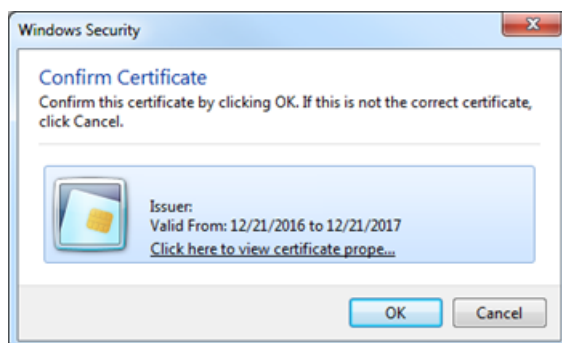 Windows Security
Confirm Certificate
Confirm this certificate by clicking OK. If this is not the correct certificate,
click Cancel.
Issuer:
Valid From: 12/21/2016 to 12/21/2017
Click here to view certificate prope...
OK
Cancel